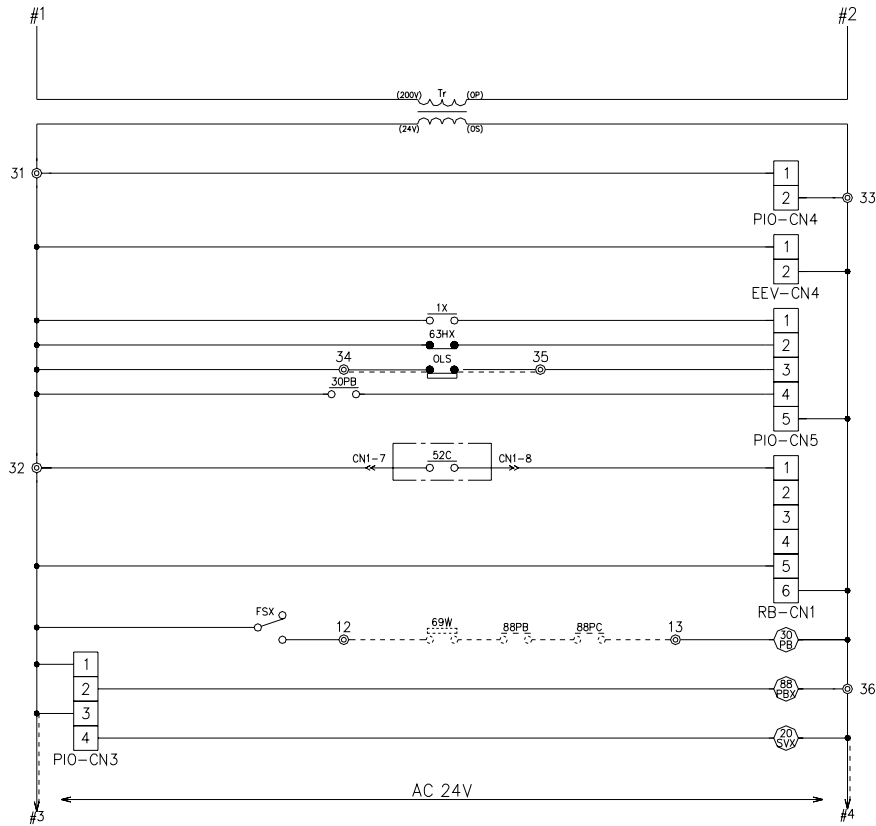 #1
#2
(200V) Tr (0P)
(24V) (0S)
31
1
2
33
PIO-CN4
1
2
EEV-CN4
1X
1
63HX
2
34
OLS
35
3
30PB
4
5
PIO-CN5
32
CN1-7
52C
CN1-8
1
2
3
4
5
6
RB-CN1
FSX
12
69W
88PB
88PC
13
30
PB
1
2
88
PBX
36
3
4
20
SVX
PIO-CN3
AC 24V
#3
#4